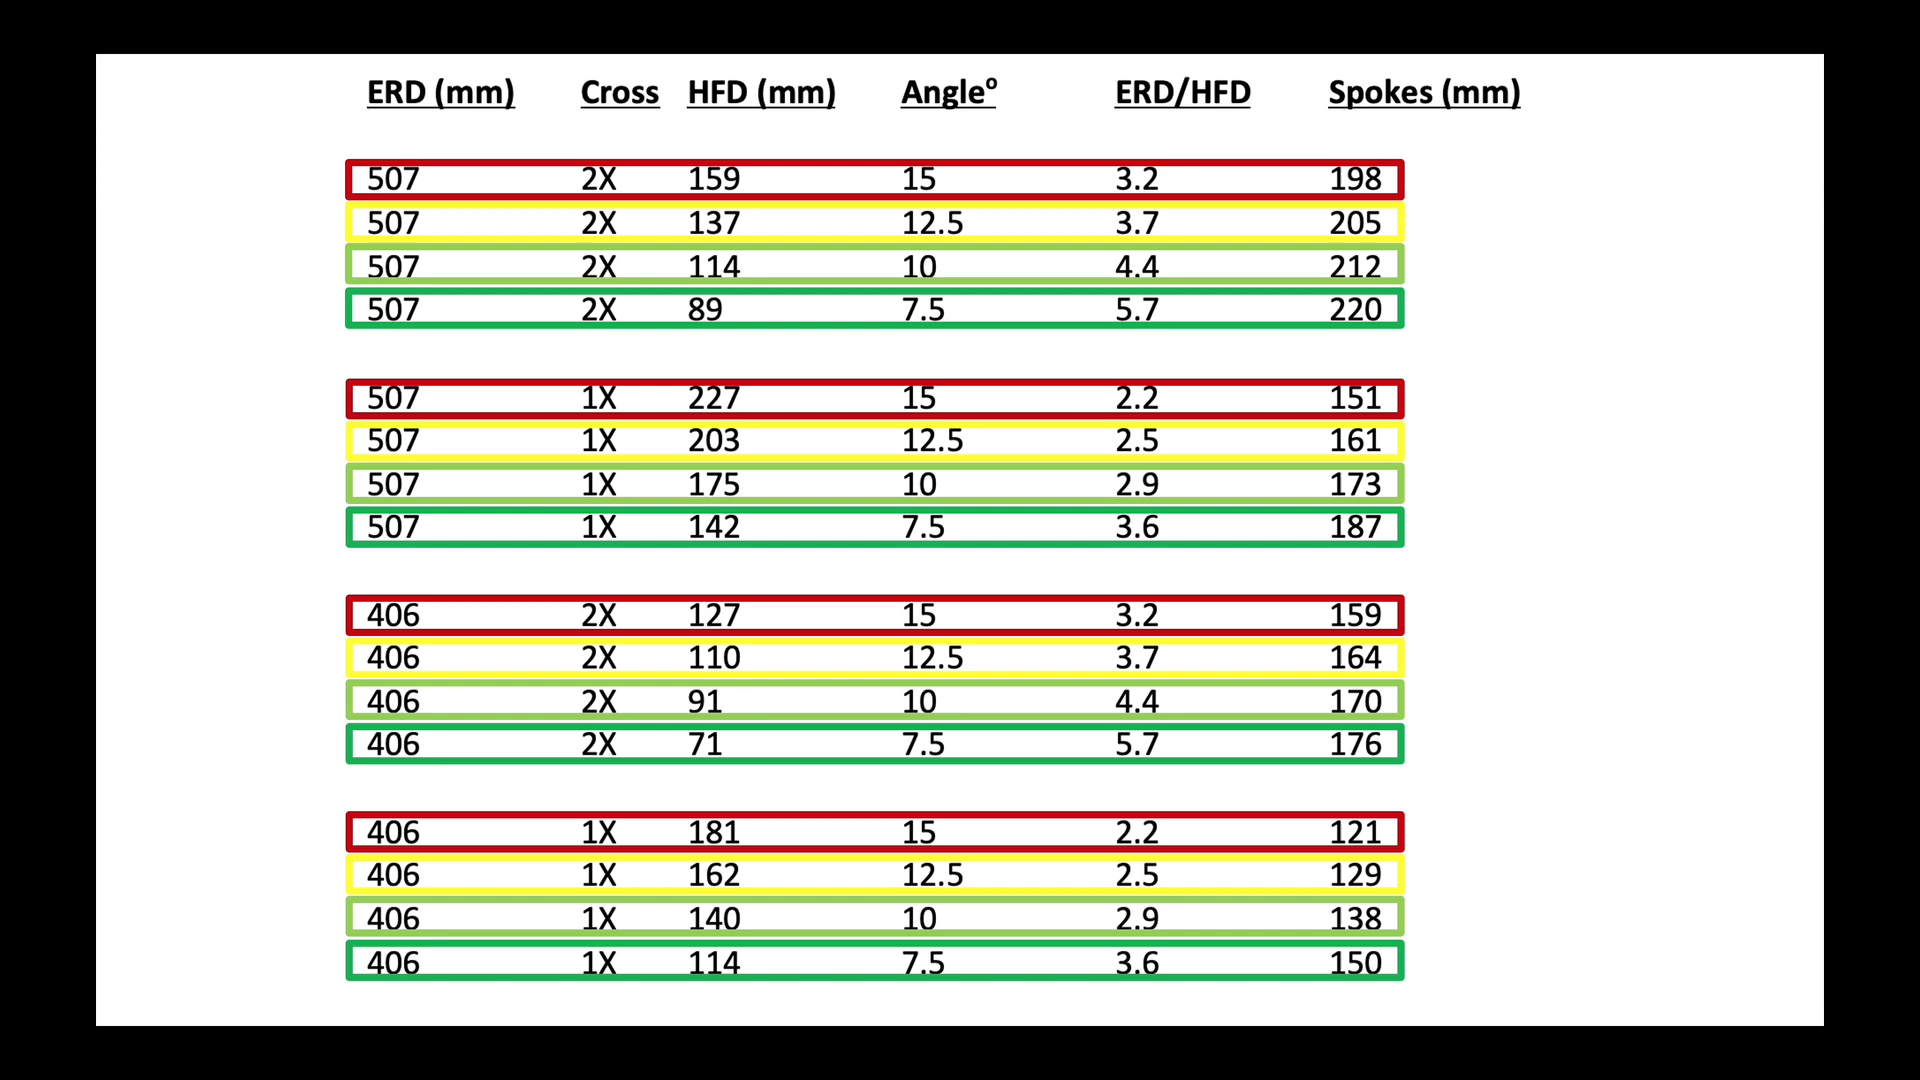 ERD (mm) Cross HFD (mm) Angleº ERD/HFD Spokes (mm)
507 2X 159 15 3.2 198
507 2X 137 12.5 3.7 205
507 2X 114 10 4.4 212
507 2X 89 7.5 5.7 220
507 1X 227 15 2.2 151
507 1X 203 12.5 2.5 161
507 1X 175 10 2.9 173
507 1X 142 7.5 3.6 187
406 2X 127 15 3.2 159
406 2X 110 12.5 3.7 164
406 2X 91 10 4.4 170
406 2X 71 7.5 5.7 176
406 1X 181 15 2.2 121
406 1X 162 12.5 2.5 129
406 1X 140 10 2.9 138
406 1X 114 7.5 3.6 150